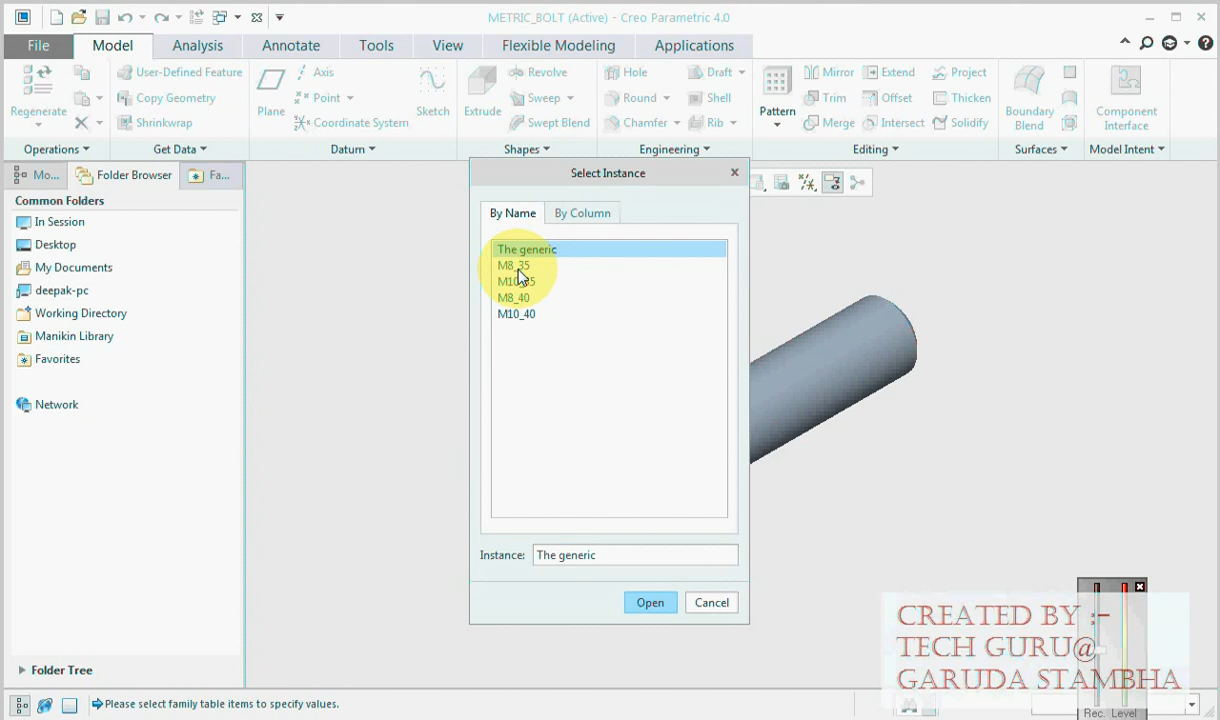 METRIC_BOLT (Active) - Creo Parametric 4.0
File Model Analysis Annotate Tools View Flexible Modeling Applications
Regenerate
User-Defined Feature
Copy Geometry
Shrinkwrap
Plane
Axis
Point
Coordinate System
Sketch
Extrude
Revolve
Sweep
Swept Blend
Hole
Round
Chamfer
Draft
Shell
Rib
Pattern
Mirror
Trim
Merge
Extend
Offset
Intersect
Project
Thicken
Solidify
Boundary
Blend
Component
Interface
Operations Get Data Datum Shapes Engineering Editing Surfaces Model Intent
Mo... Folder Browser Fa...
Common Folders
In Session
Desktop
My Documents
deepak-pc
Working Directory
Manikin Library
Favorites
Network
Folder Tree
Select Instance
By Name By Column
The generic
M8_35
M10_35
M8_40
M10_40
Instance: The generic
Open Cancel
CREATED BY :-
TECH GURU@
GARUDA STAMBHA
Rec. Level
Please select family table items to specify values.